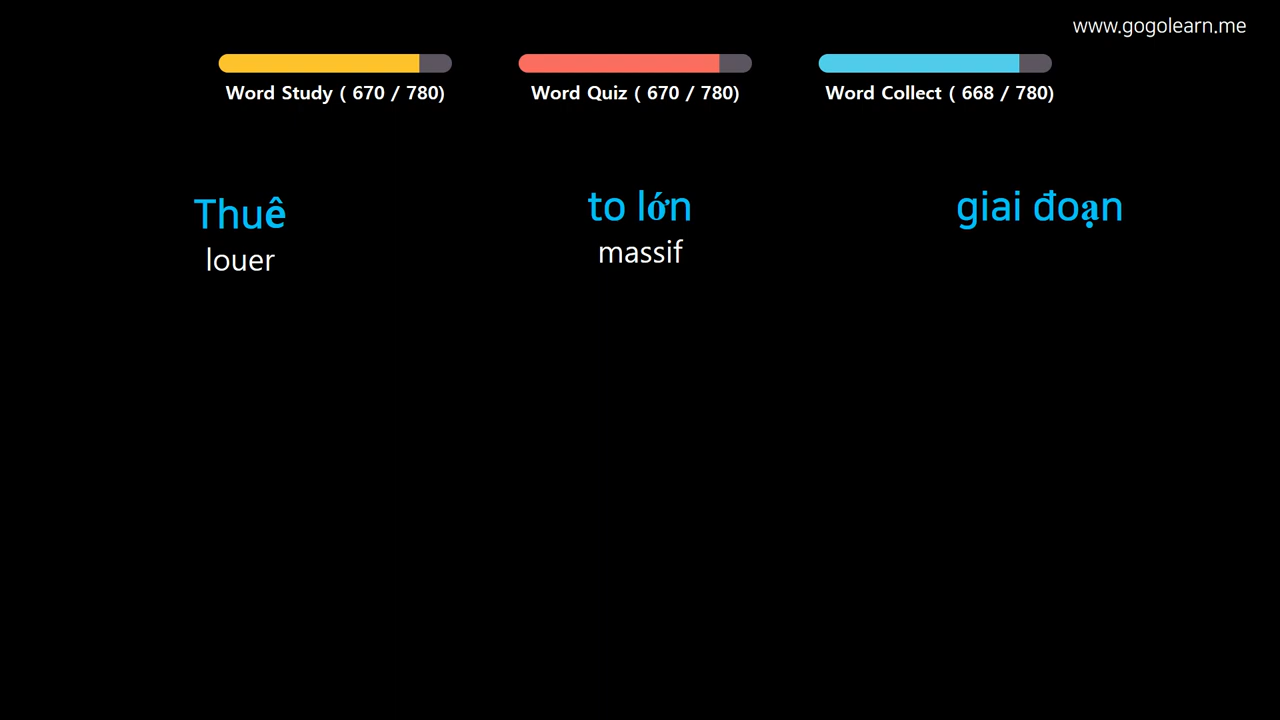 www.gogolearn.me
Word Study ( 670 / 780)
Word Quiz ( 670 / 780)
Word Collect ( 668 / 780)
Thuê
louer
to lớn
massif
giai đoạn